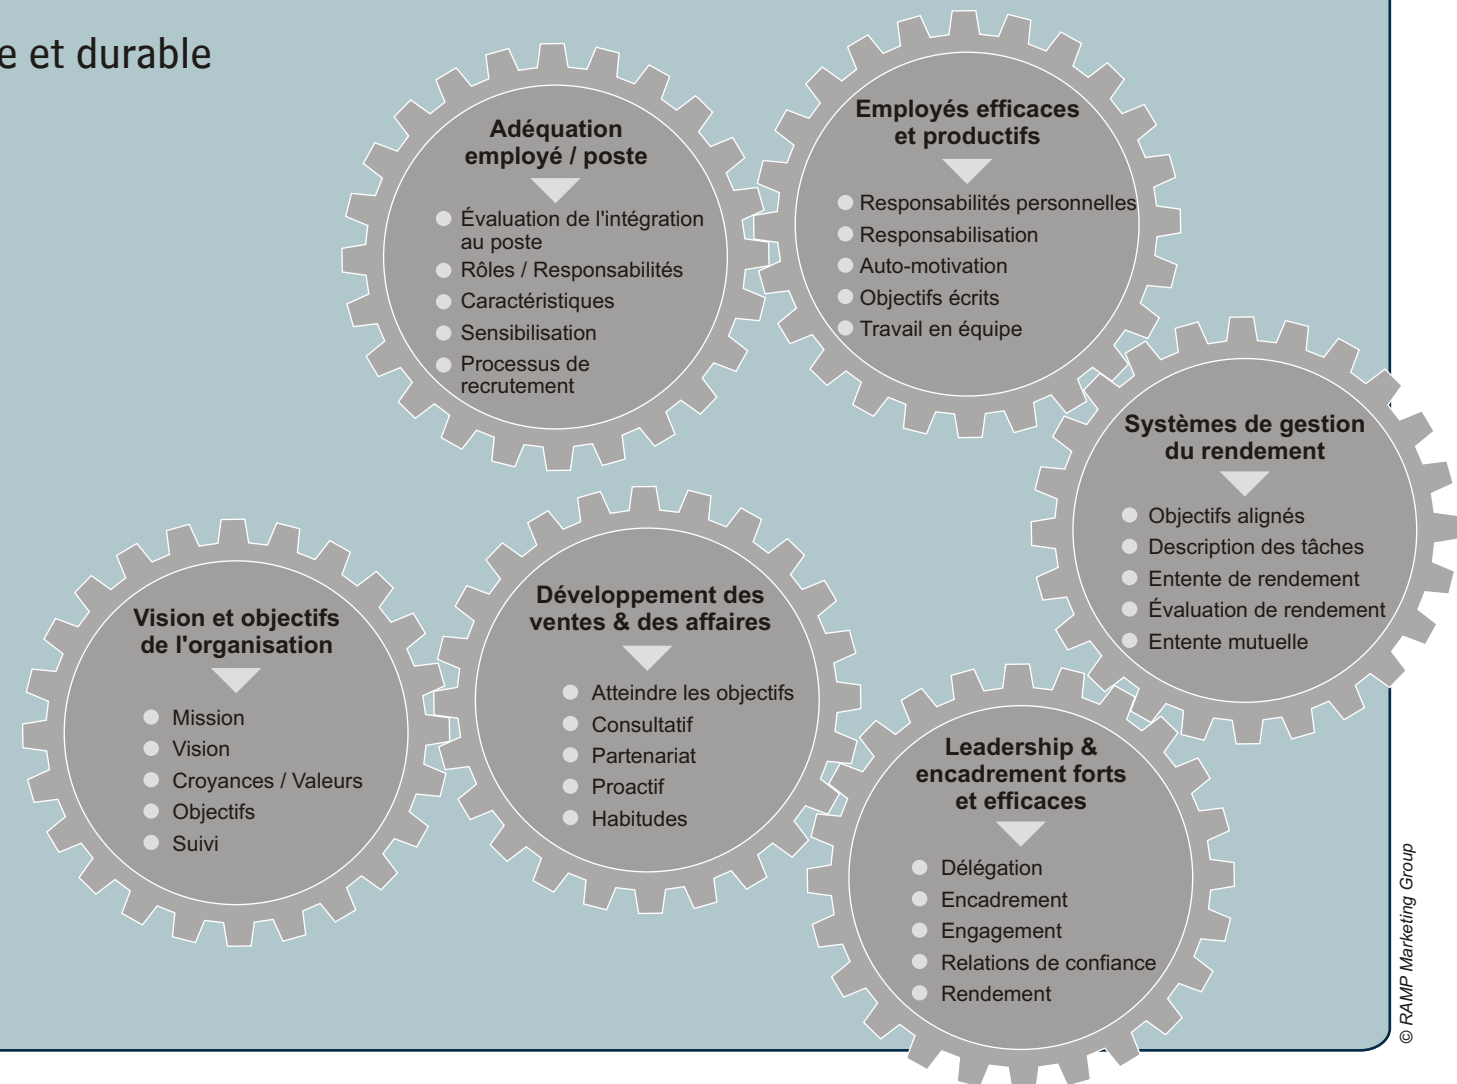 e et durable
Adéquation
employé / poste
Évaluation de l'intégration
au poste
Rôles / Responsabilités
Caractéristiques
Sensibilisation
Processus de
recrutement
Employés efficaces
et productifs
Responsabilités personnelles
Responsabilisation
Auto-motivation
Objectifs écrits
Travail en équipe
Systèmes de gestion
du rendement
Objectifs alignés
Description des tâches
Entente de rendement
Évaluation de rendement
Entente mutuelle
Vision et objectifs
de l'organisation
Mission
Vision
Croyances / Valeurs
Objectifs
Suivi
Développement des
ventes & des affaires
Atteindre les objectifs
Consultatif
Partenariat
Proactif
Habitudes
Leadership &
encadrement forts
et efficaces
Délégation
Encadrement
Engagement
Relations de confiance
Rendement
© RAMP Marketing Group